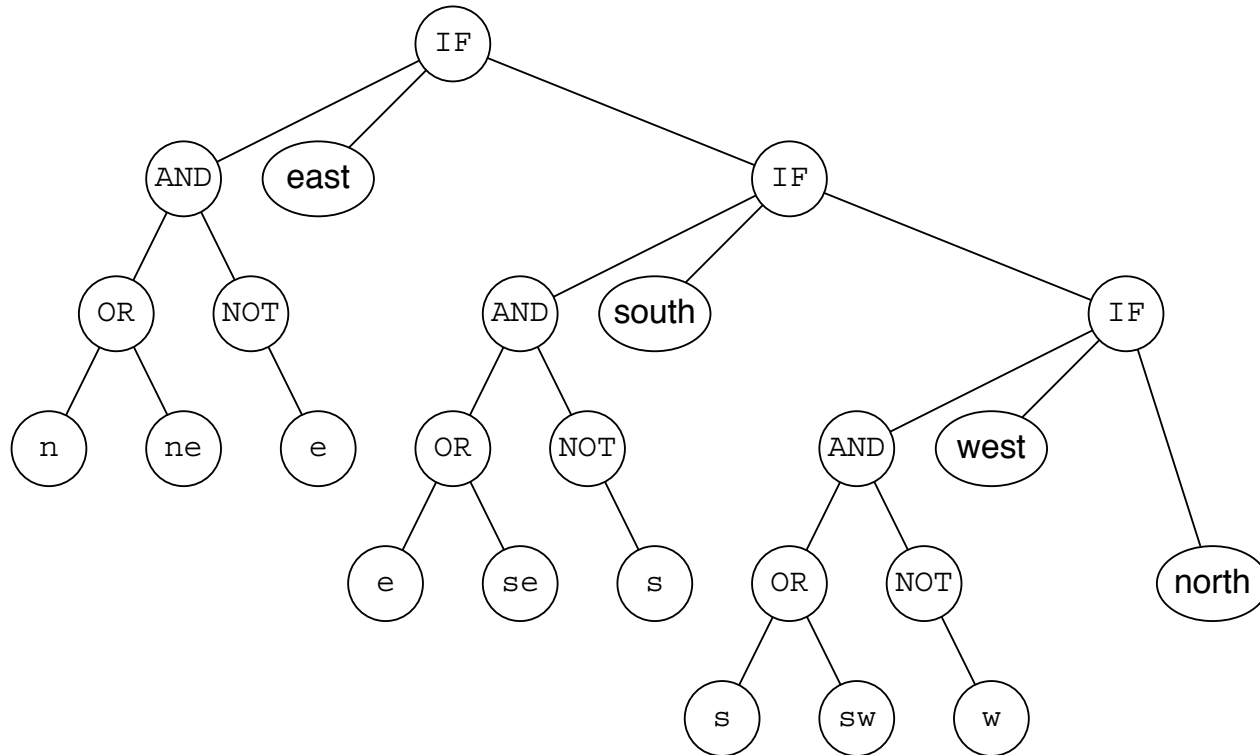 IF
AND east IF
OR NOT AND south IF
n ne e OR NOT AND west
e se s OR NOT north
s sw w